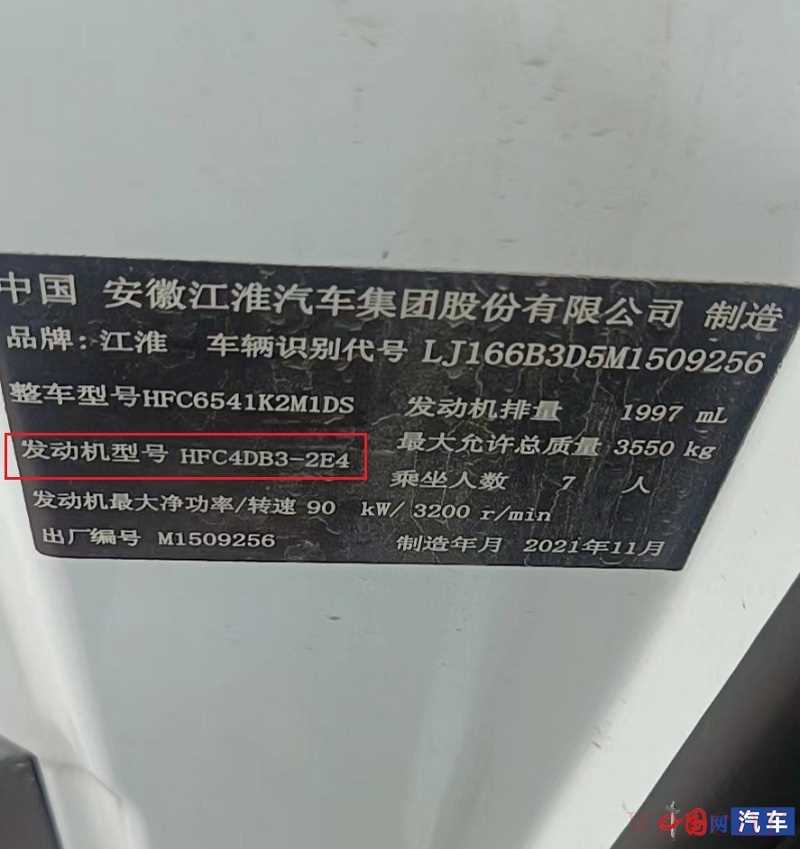 中国 安徽江淮汽车集团股份有限公司 制造
品牌:江淮 车辆识别代号 LJ166B3D5M1509256
整车型号HFC6541K2M1DS 发动机排量 1997 mL
发动机型号 HFC4DB3-2E4 最大允许总质量 3550 kg
乘坐人数 7 人
发动机最大净功率/转速 90 kW/ 3200 r/min
出厂编号 M1509256 制造年月 2021年11月
中国网 汽车